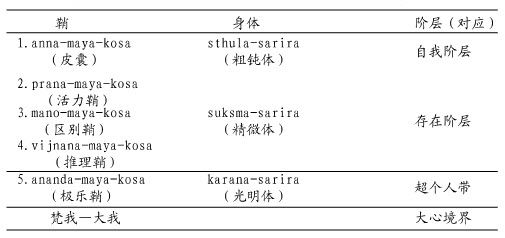 鞘 身体 阶层（对应）
1.anna-maya-kosa sthula-sarira 自我阶层
（皮囊） （粗钝体）
2.prana-maya-kosa
（活力鞘）
3.mano-maya-kosa suksma-sarira 存在阶层
（区别鞘） （精微体）
4.vijnana-maya-kosa
（推理鞘）
5.ananda-maya-kosa karana-sarira 超个人带
（极乐鞘） （光明体）
梵我—大我 大心境界